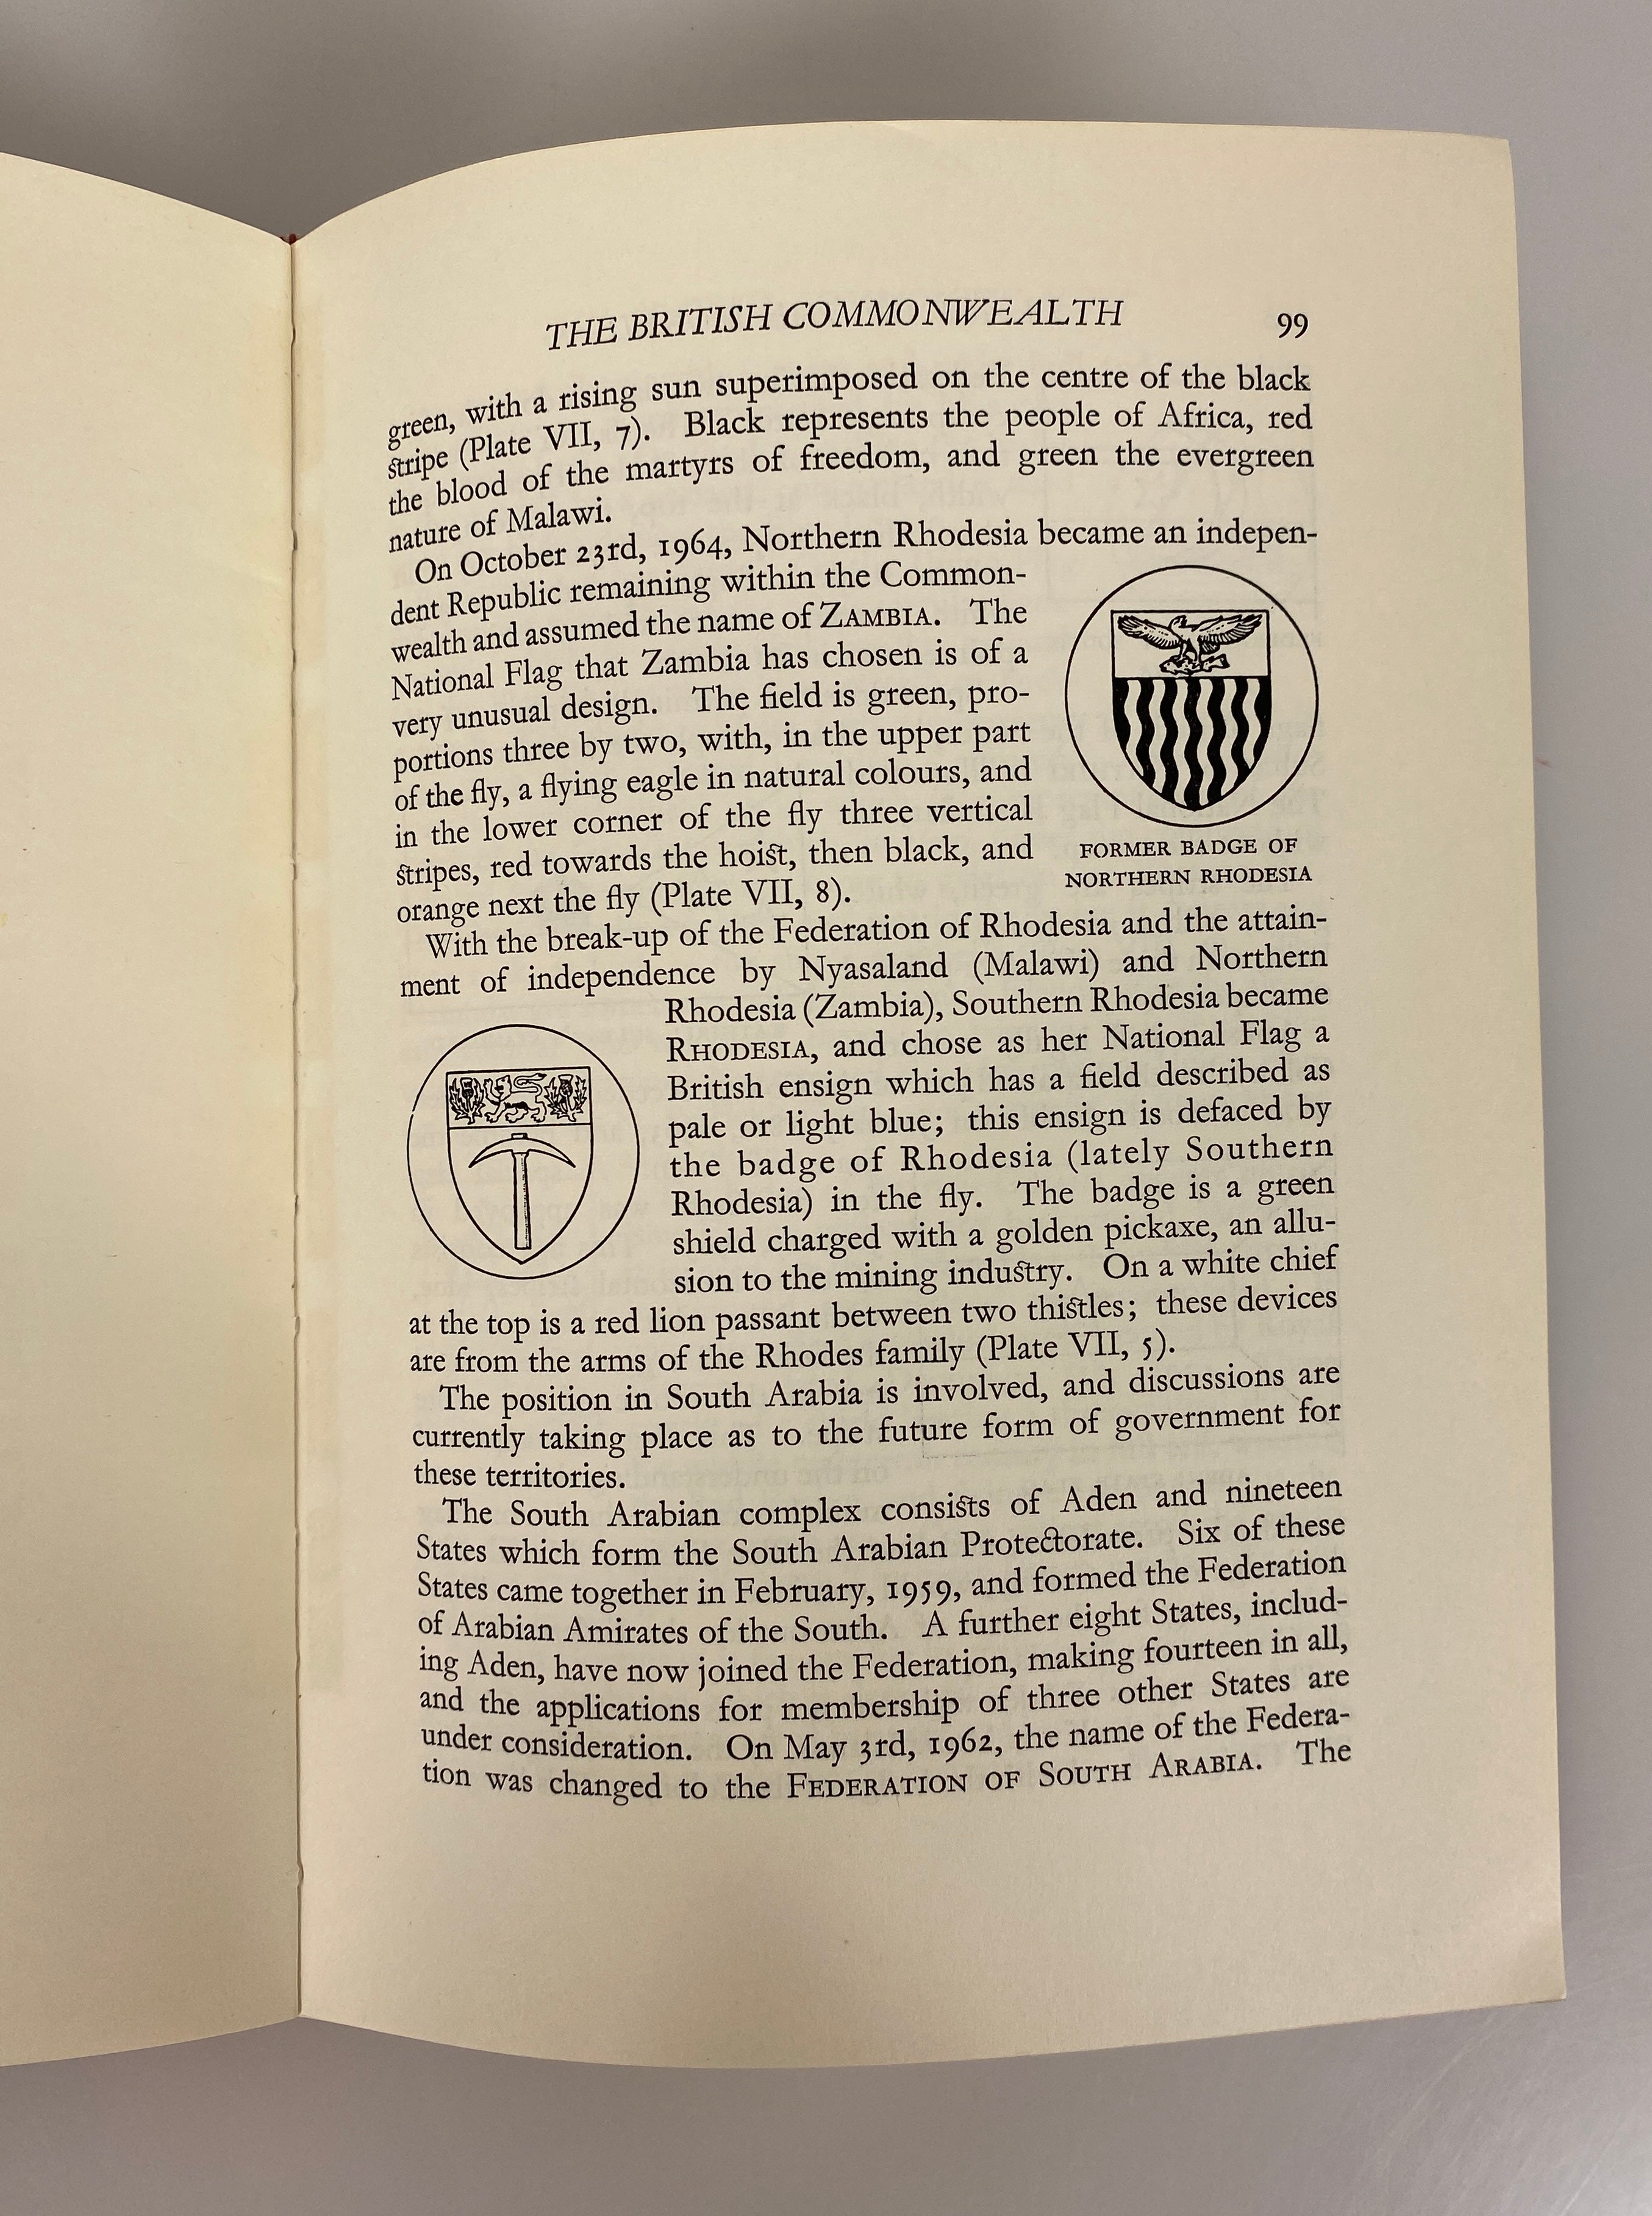 THE BRITISH COMMONWEALTH 99
green, with a rising sun superimposed on the centre of the black
stripe (Plate VII, 7). Black represents the people of Africa, red
the blood of the martyrs of freedom, and green the evergreen
nature of Malawi.
On October 23rd, 1964, Northern Rhodesia became an indepen-
dent Republic remaining within the Common-
wealth and assumed the name of ZAMBIA. The
National Flag that Zambia has chosen is of a
very unusual design. The field is green, pro-
portions three by two, with, in the upper part
of the fly, a flying eagle in natural colours, and
in the lower corner of the fly three vertical
stripes, red towards the hoist, then black, and
orange next the fly (Plate VII, 8).
FORMER BADGE OF
NORTHERN RHODESIA
With the break-up of the Federation of Rhodesia and the attain-
ment of independence by Nyasaland (Malawi) and Northern
Rhodesia (Zambia), Southern Rhodesia became
RHODESIA, and chose as her National Flag a
British ensign which has a field described as
pale or light blue; this ensign is defaced by
the badge of Rhodesia (lately Southern
Rhodesia) in the fly. The badge is a green
shield charged with a golden pickaxe, an allu-
sion to the mining industry. On a white chief
at the top is a red lion passant between two thistles; these devices
are from the arms of the Rhodes family (Plate VII, 5).
The position in South Arabia is involved, and discussions are
currently taking place as to the future form of government for
these territories.
The South Arabian complex consists of Aden and nineteen
States which form the South Arabian Protectorate. Six of these
States came together in February, 1959, and formed the Federation
of Arabian Amirates of the South. A further eight States, includ-
ing Aden, have now joined the Federation, making fourteen in all,
and the applications for membership of three other States are
under consideration. On May 3rd, 1962, the name of the Federa-
tion was changed to the FEDERATION OF SOUTH ARABIA. The